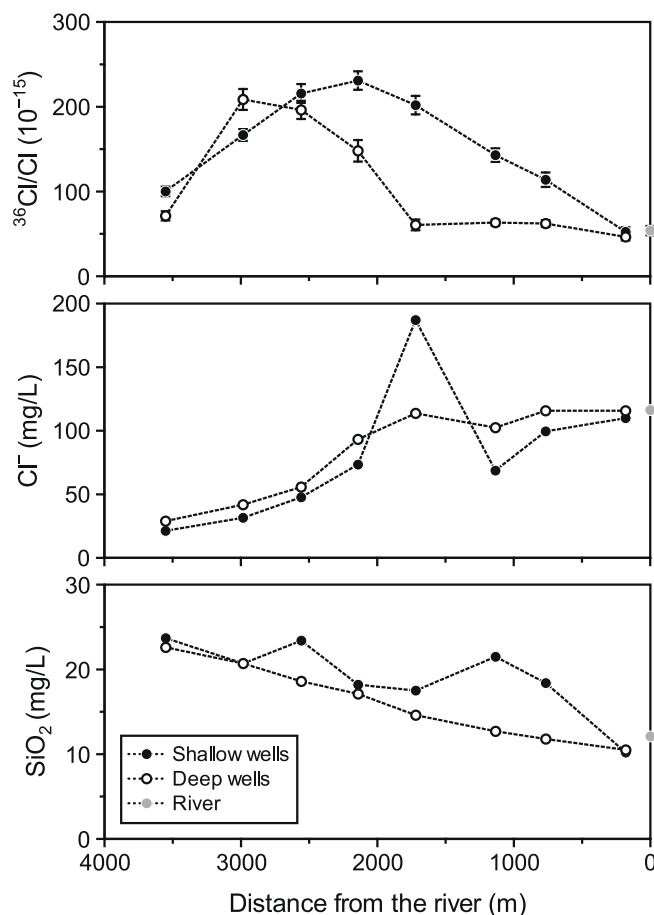 300
200
100
0
³⁶Cl/Cl (10⁻¹⁵)
200
150
100
50
0
Cl⁻ (mg/L)
30
20
10
0
SiO₂ (mg/L)
Shallow wells
Deep wells
River
4000 3000 2000 1000 0
Distance from the river (m)